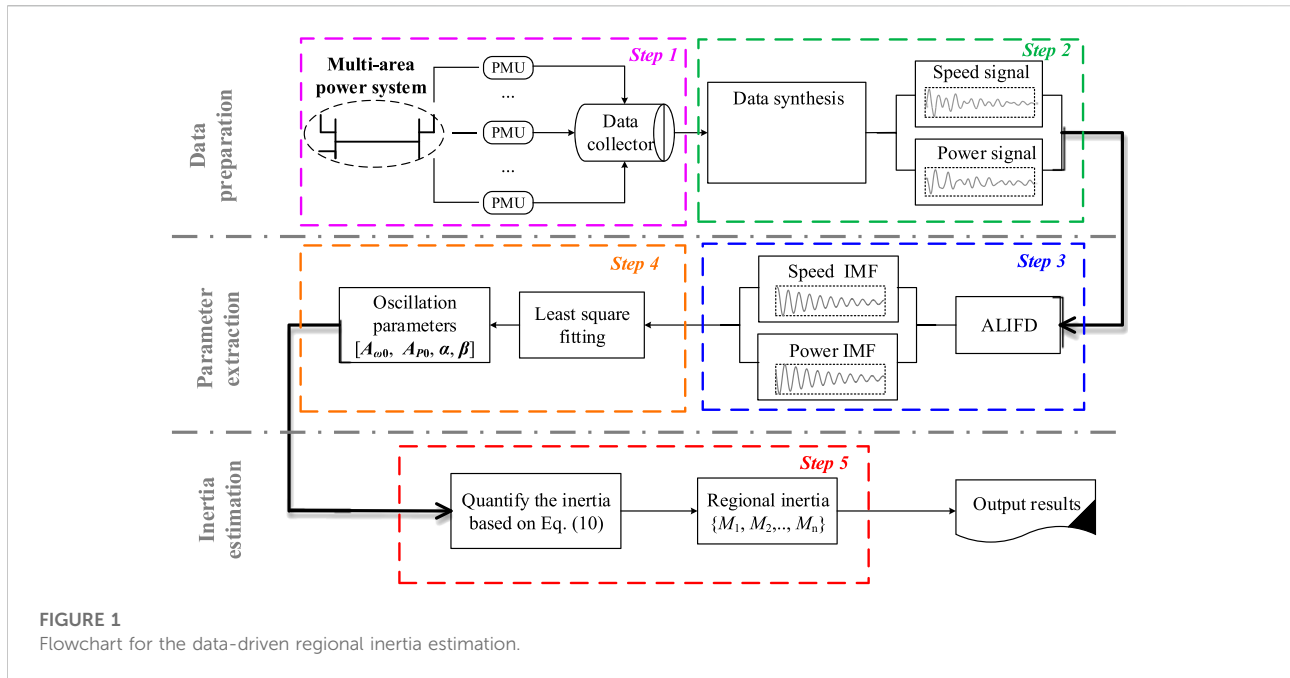 Data
preparation
Step 1
Multi-area
power system
PMU
...
PMU
...
PMU
Data
collector
Step 2
Data synthesis
Speed signal
Power signal
Parameter
extraction
Step 3
ALIFD
Speed IMF
Power IMF
Step 4
Least square
fitting
Oscillation
parameters
[Aω0, AP0, α, β]
Inertia
estimation
Step 5
Quantify the inertia
based on Eq. (10)
Regional inertia
{M1, M2,.., Mn}
Output results
FIGURE 1
Flowchart for the data-driven regional inertia estimation.